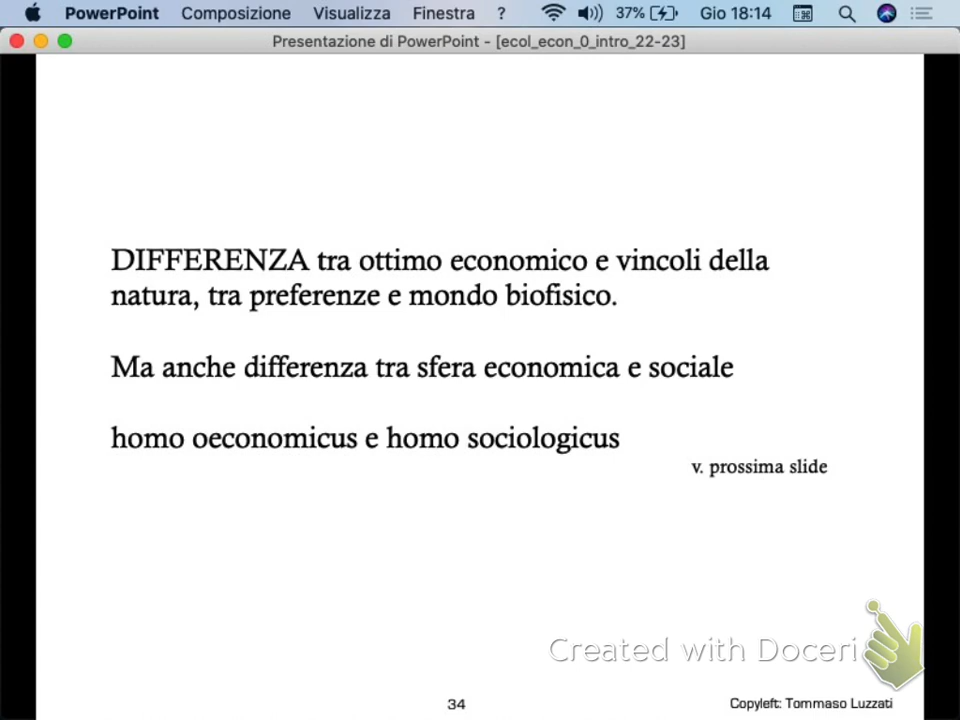 PowerPoint Composizione Visualizza Finestra ? 37% Gio 18:14
Presentazione di PowerPoint - [ecol_econ_0_intro_22-23]
DIFFERENZA tra ottimo economico e vincoli della
natura, tra preferenze e mondo biofisico.
Ma anche differenza tra sfera economica e sociale
homo oeconomicus e homo sociologicus
v. prossima slide
Created with Doceri
34
Copyleft: Tommaso Luzzati